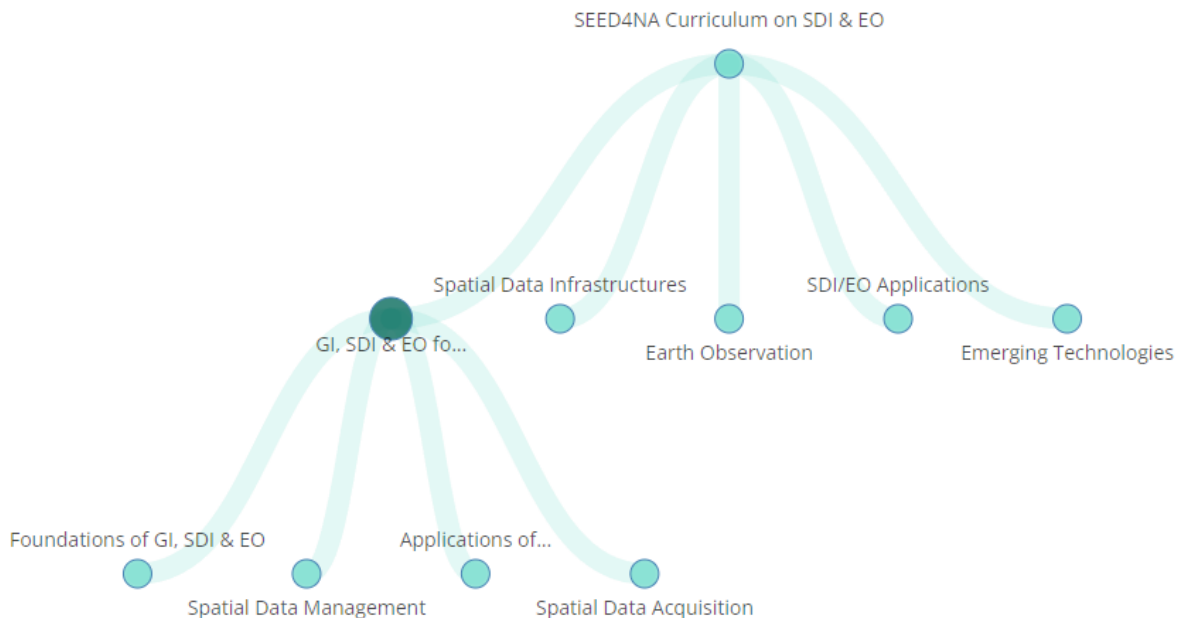 SEED4NA Curriculum on SDI & EO
Spatial Data Infrastructures
SDI/EO Applications
GI, SDI & EO fo...
Earth Observation
Emerging Technologies
Foundations of GI, SDI & EO
Applications of...
Spatial Data Management
Spatial Data Acquisition